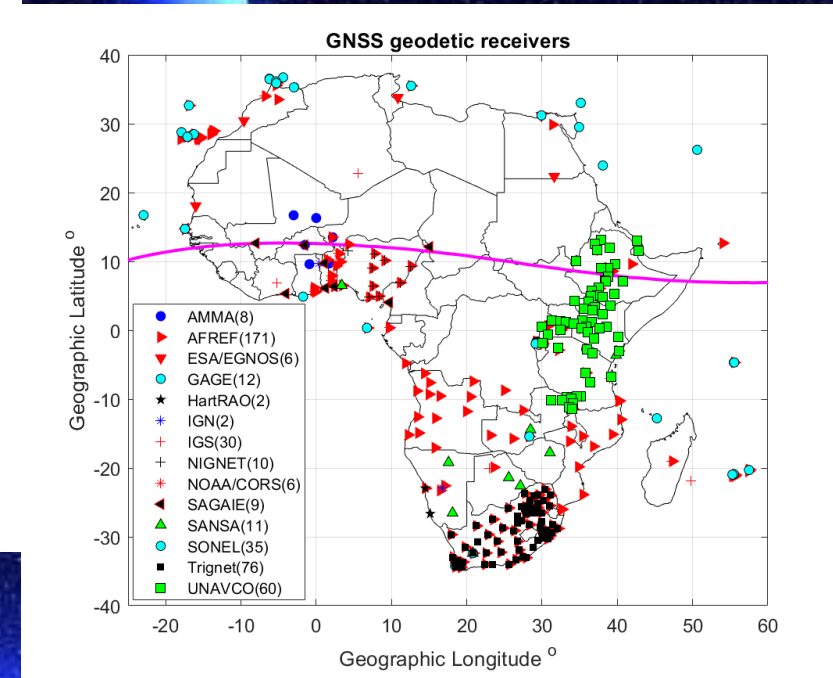 GNSS geodetic receivers
40
30
20
10
0
-10
-20
-30
-40
Geographic Latitude °
AMMA(8)
AFREF(171)
ESA/EGNOS(6)
GAGE(12)
HartRAO(2)
IGN(2)
IGS(30)
NIGNET(10)
NOAA/CORS(6)
SAGAIE(9)
SANSA(11)
SONEL(35)
Trignet(76)
UNAVCO(60)
-20 -10 0 10 20 30 40 50 60
Geographic Longitude °